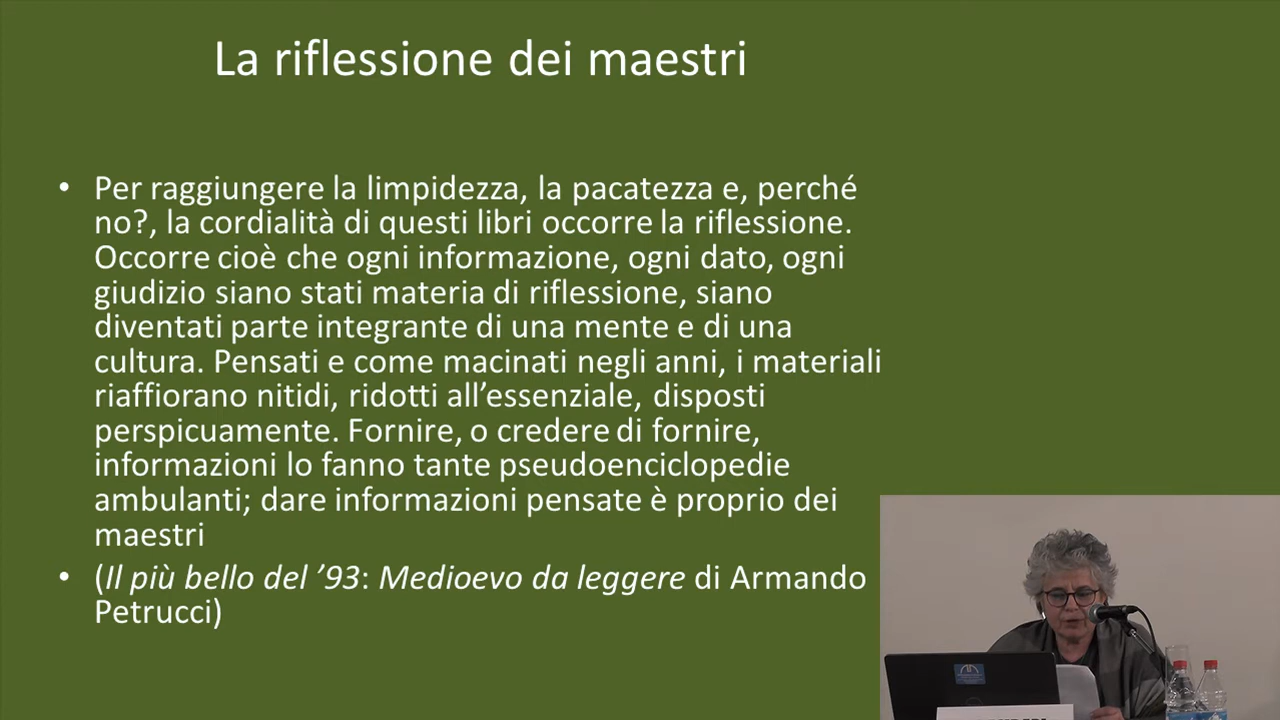 La riflessione dei maestri
• Per raggiungere la limpidezza, la pacatezza e, perché
no?, la cordialità di questi libri occorre la riflessione.
Occorre cioè che ogni informazione, ogni dato, ogni
giudizio siano stati materia di riflessione, siano
diventati parte integrante di una mente e di una
cultura. Pensati e come macinati negli anni, i materiali
riaffiorano nitidi, ridotti all’essenziale, disposti
perspicuamente. Fornire, o credere di fornire,
informazioni lo fanno tante pseudoenciclopedie
ambulanti; dare informazioni pensate è proprio dei
maestri
• (Il più bello del ’93: Medioevo da leggere di Armando
Petrucci)